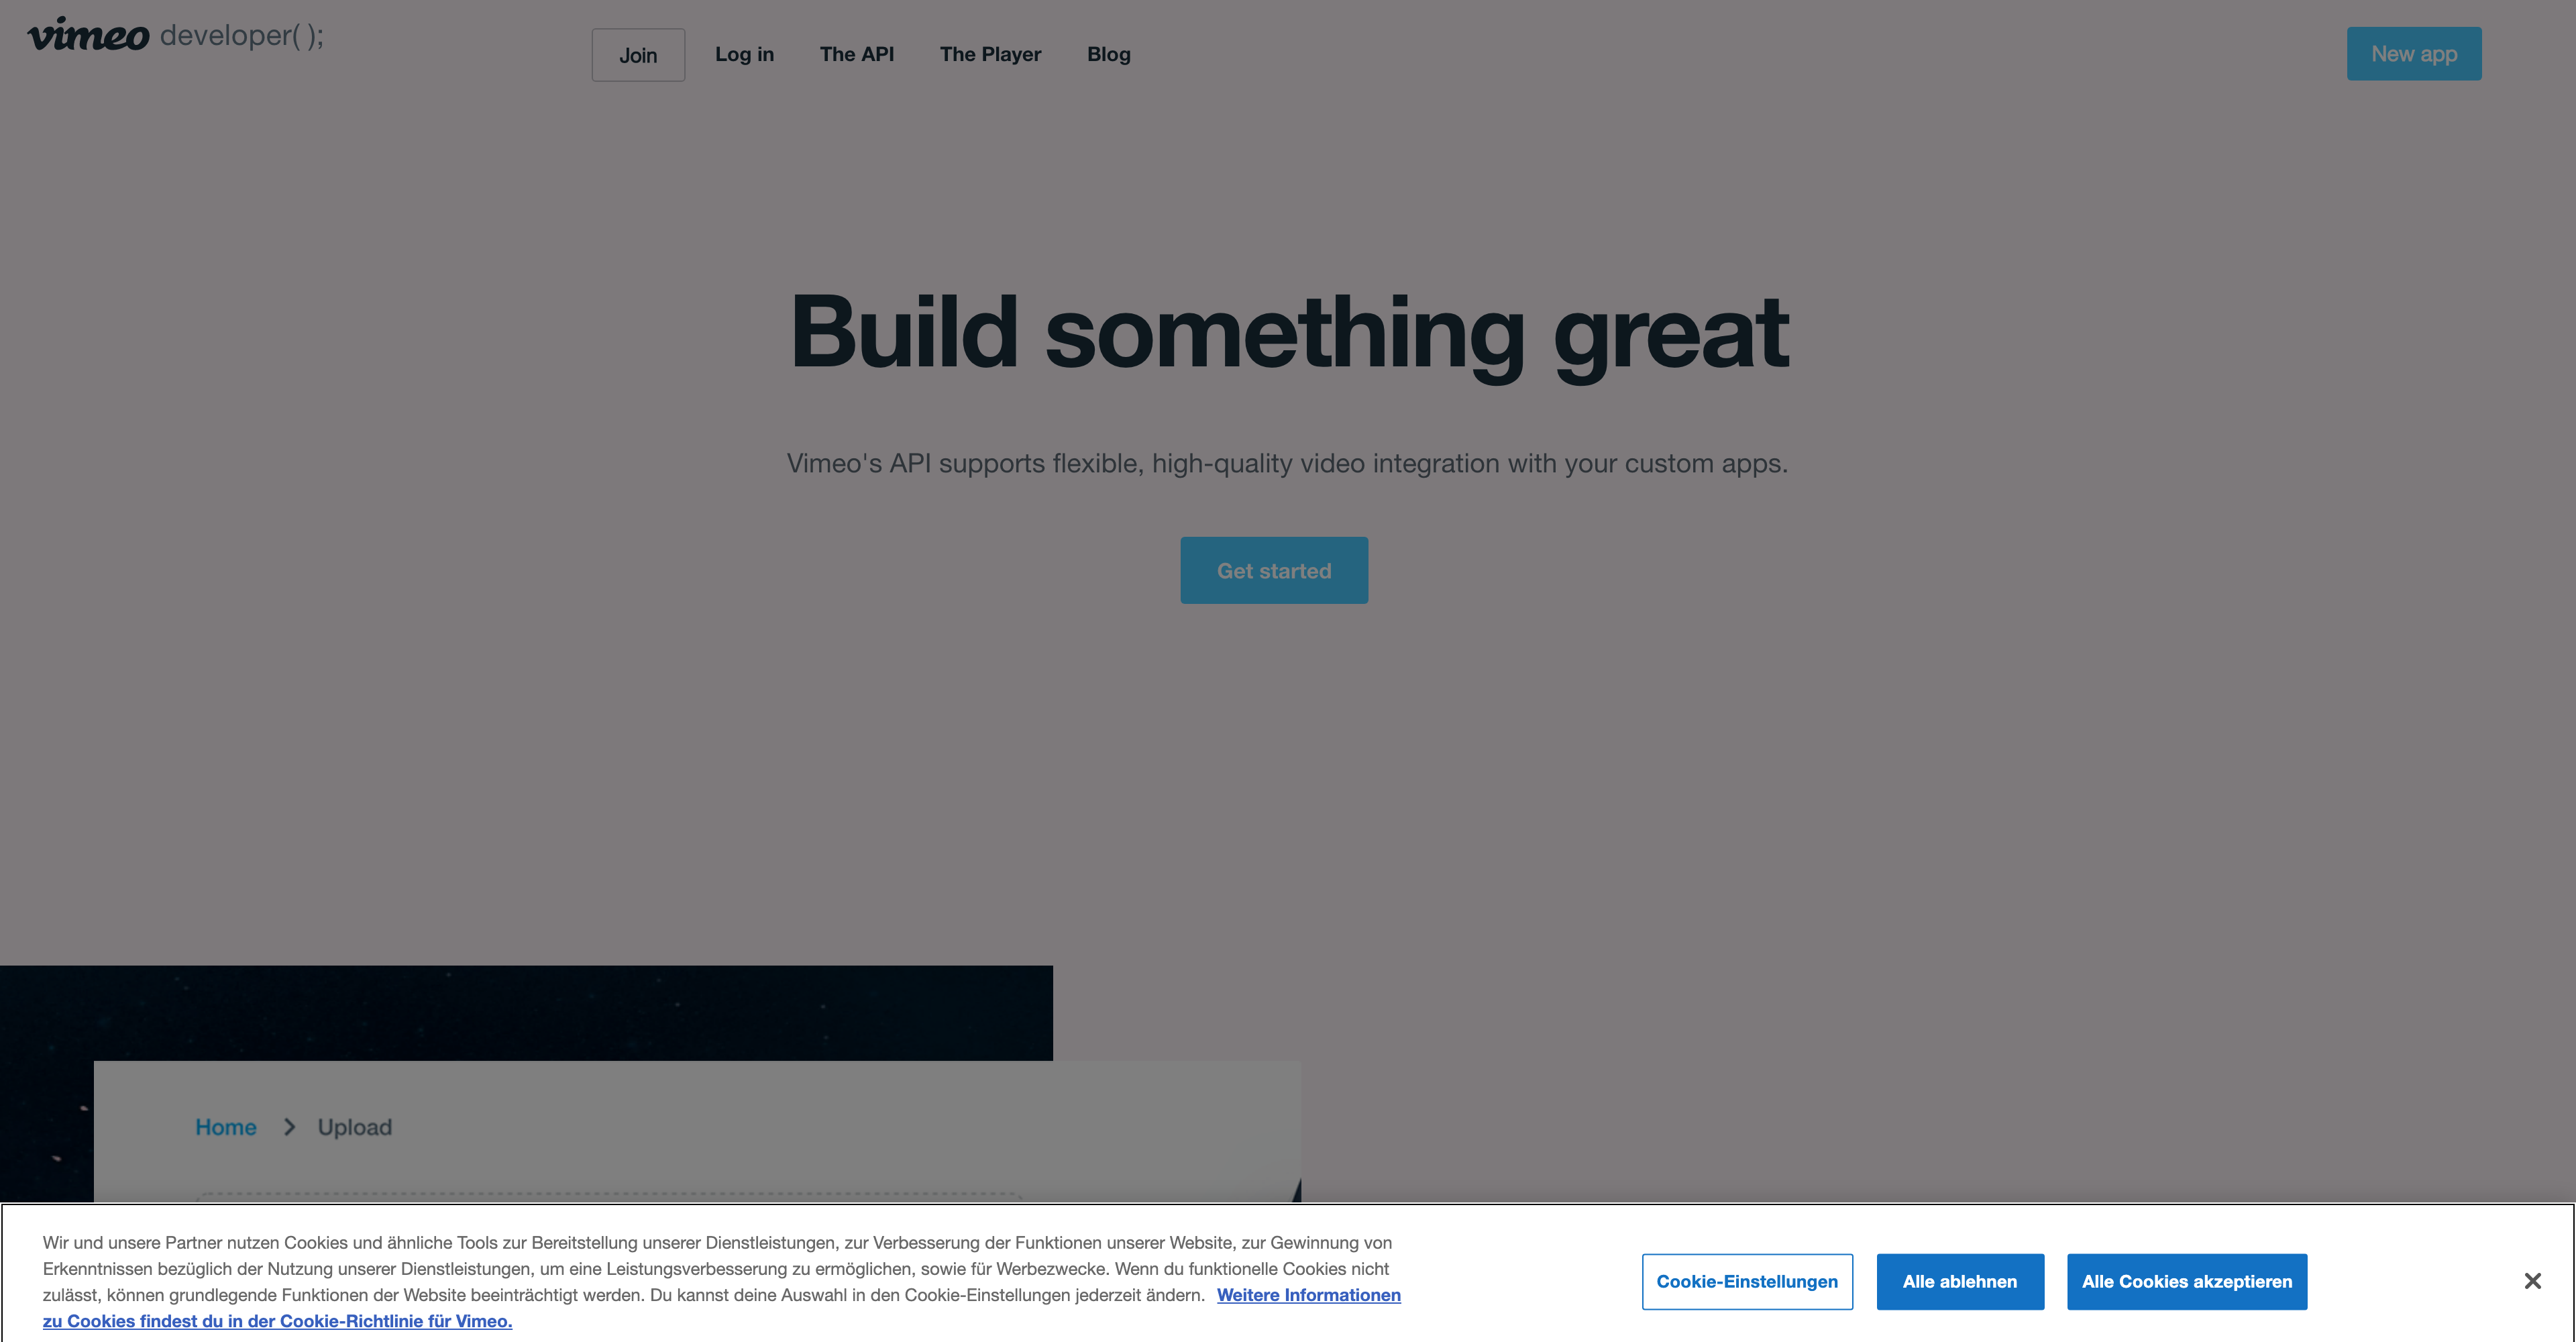 vimeo developer( );
Join
Log in
The API
The Player
Blog
New app
Build something great
Vimeo's API supports flexible, high-quality video integration with your custom apps.
Get started
Home > Upload
Wir und unsere Partner nutzen Cookies und ähnliche Tools zur Bereitstellung unserer Dienstleistungen, zur Verbesserung der Funktionen unserer Website, zur Gewinnung von
Erkenntnissen bezüglich der Nutzung unserer Dienstleistungen, um eine Leistungsverbesserung zu ermöglichen, sowie für Werbezwecke. Wenn du funktionelle Cookies nicht
zulässt, können grundlegende Funktionen der Website beeinträchtigt werden. Du kannst deine Auswahl in den Cookie-Einstellungen jederzeit ändern. Weitere Informationen
zu Cookies findest du in der Cookie-Richtlinie für Vimeo.
Cookie-Einstellungen
Alle ablehnen
Alle Cookies akzeptieren